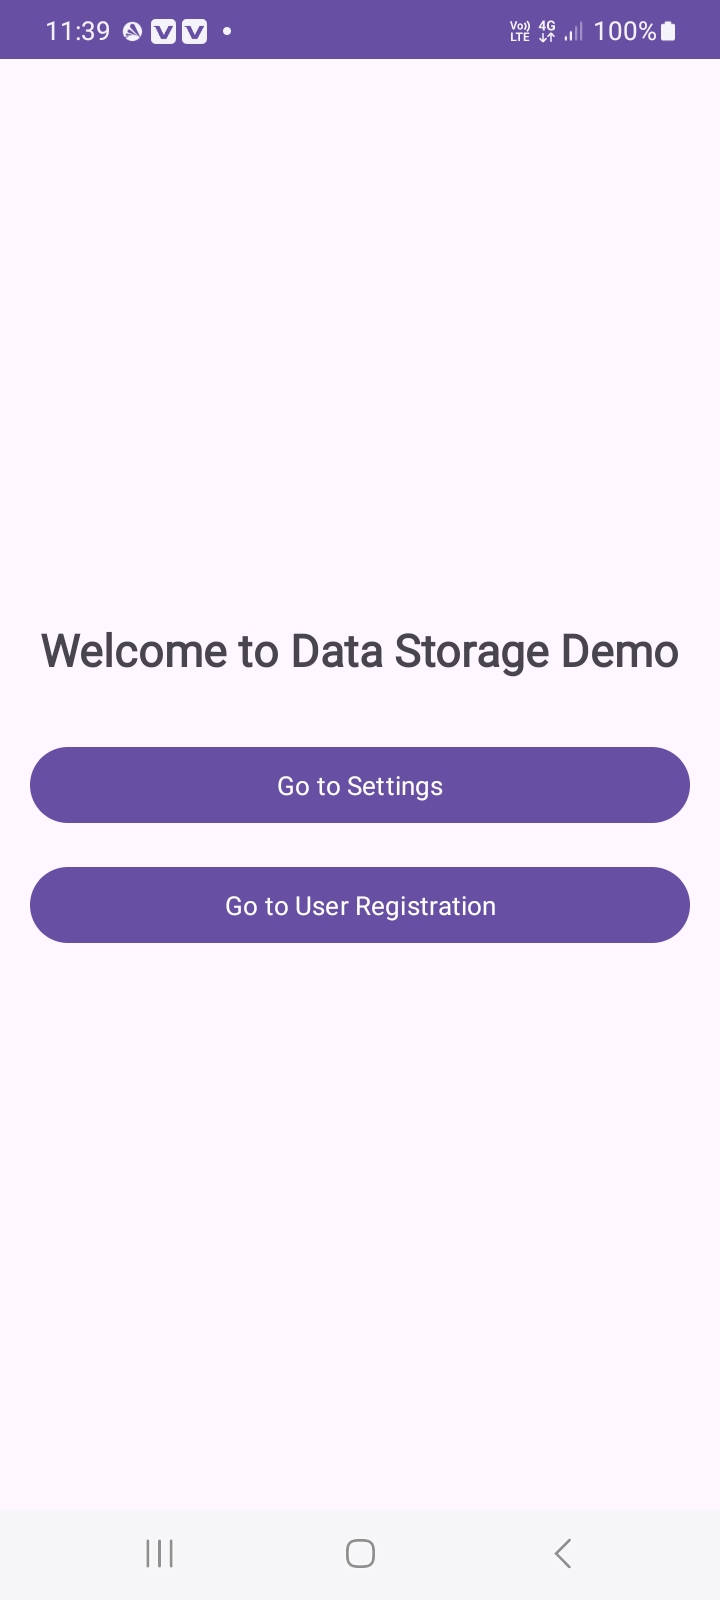 11:39
Vo)) LTE 4G 100%
Welcome to Data Storage Demo
Go to Settings
Go to User Registration